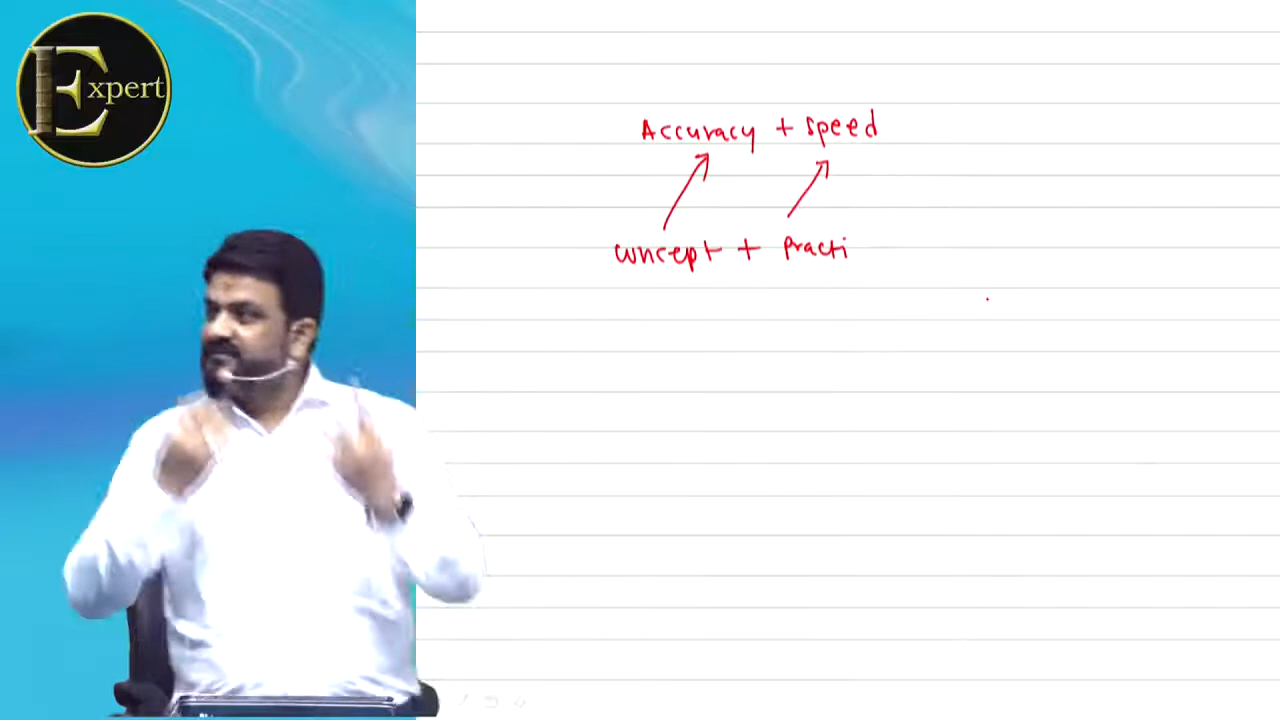 Expert
Accuracy + speed
concept + Practi